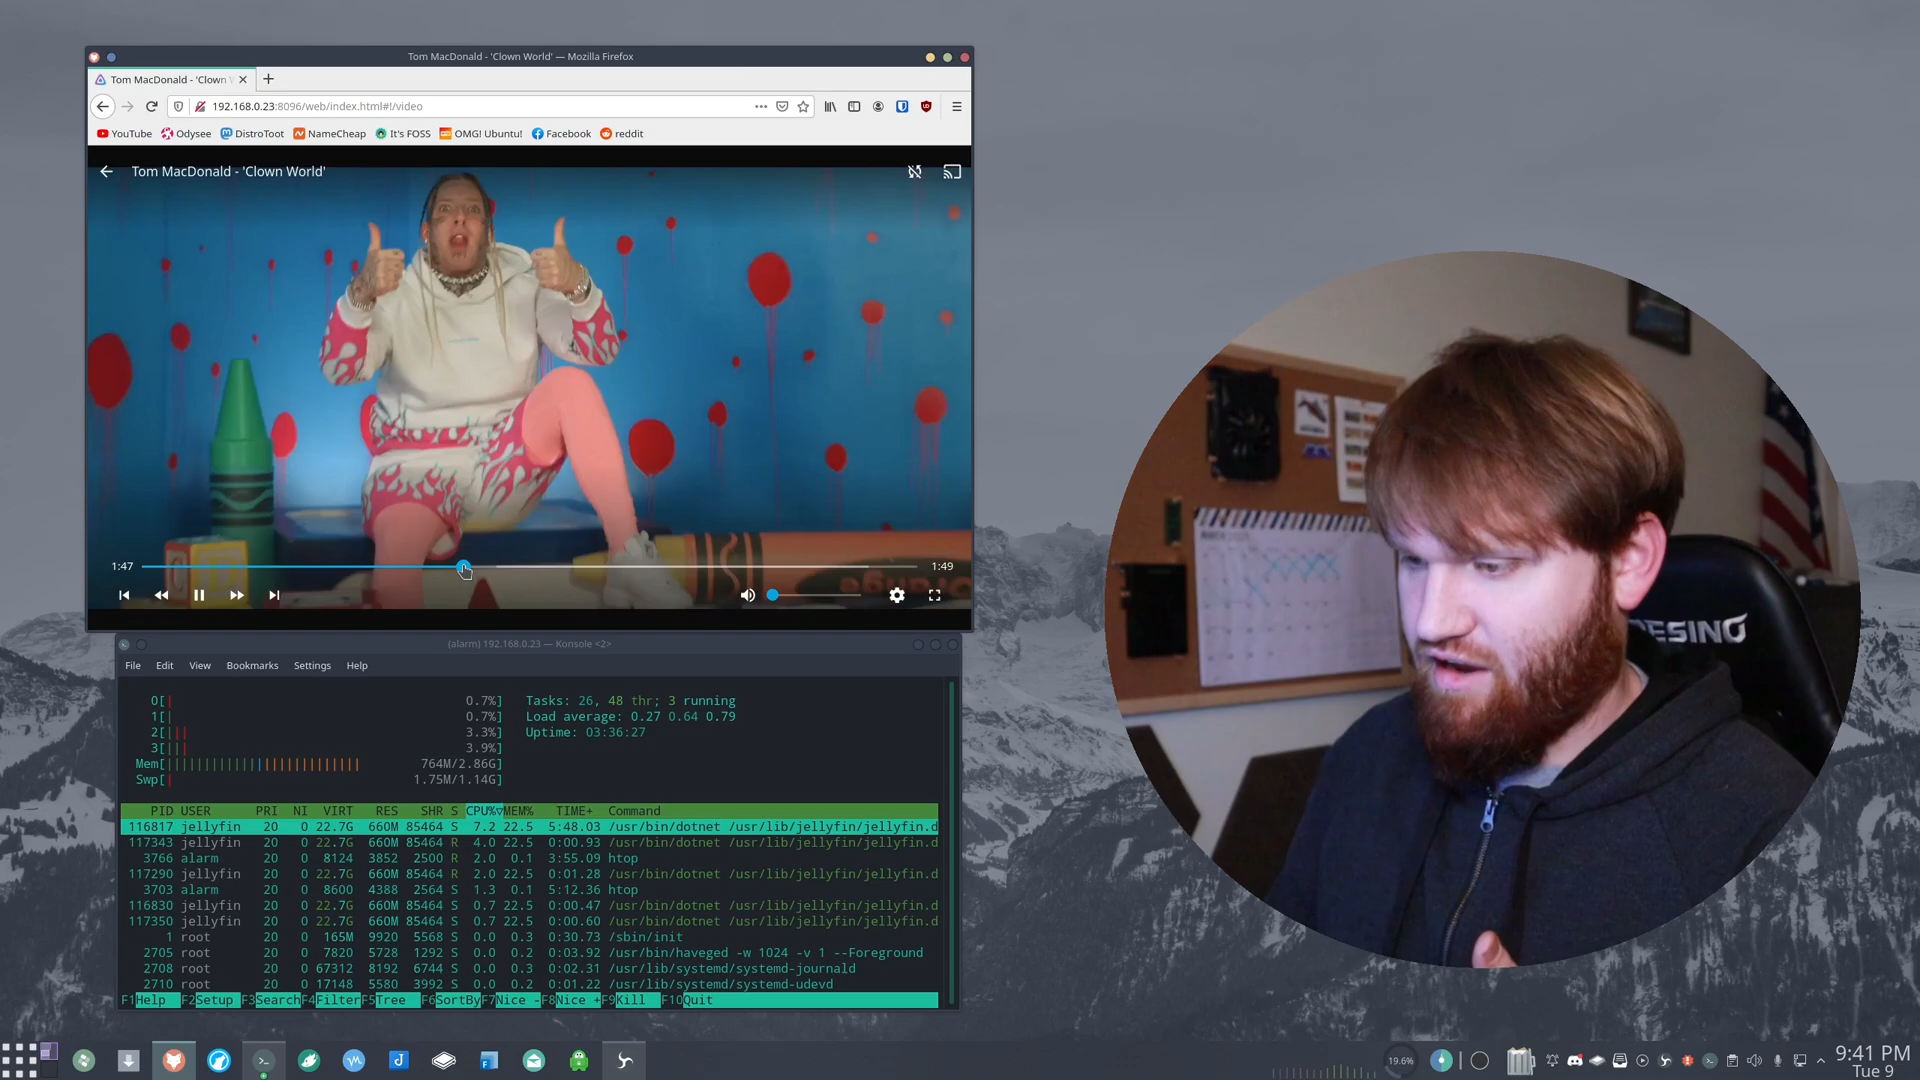 Tom MacDonald - 'Clown World' — Mozilla Firefox
Tom MacDonald - 'Clown
192.168.0.23:8096/web/index.html#!/video
YouTube Odysee DistroToot NameCheap It's FOSS OMG! Ubuntu! Facebook reddit
Tom MacDonald - 'Clown World'
1:47 1:49
(alarm) 192.168.0.23 — Konsole <2>
File Edit View Bookmarks Settings Help
0[| 0.7%] Tasks: 26, 48 thr; 3 running
1[| 0.7%] Load average: 0.27 0.64 0.79
2[||| 3.3%] Uptime: 03:36:27
3[||| 3.9%]
Mem[|||||||||||||||||||||||||| 764M/2.86G]
Swp[| 1.75M/1.14G]
PID USER PRI NI VIRT RES SHR S CPU%▽MEM% TIME+ Command
116817 jellyfin 20 0 22.7G 660M 85464 S 7.2 22.5 5:48.03 /usr/bin/dotnet /usr/lib/jellyfin/jellyfin.d
117343 jellyfin 20 0 22.7G 660M 85464 R 4.0 22.5 0:00.93 /usr/bin/dotnet /usr/lib/jellyfin/jellyfin.d
3766 alarm 20 0 8124 3852 2500 R 2.0 0.1 3:55.09 htop
117290 jellyfin 20 0 22.7G 660M 85464 R 2.0 22.5 0:01.28 /usr/bin/dotnet /usr/lib/jellyfin/jellyfin.d
3703 alarm 20 0 8600 4388 2564 S 1.3 0.1 5:12.36 htop
116830 jellyfin 20 0 22.7G 660M 85464 S 0.7 22.5 0:00.47 /usr/bin/dotnet /usr/lib/jellyfin/jellyfin.d
117350 jellyfin 20 0 22.7G 660M 85464 S 0.7 22.5 0:00.60 /usr/bin/dotnet /usr/lib/jellyfin/jellyfin.d
1 root 20 0 165M 9920 5568 S 0.0 0.3 0:30.73 /sbin/init
2705 root 20 0 7820 5728 1292 S 0.0 0.2 0:03.92 /usr/bin/haveged -w 1024 -v 1 --Foreground
2708 root 20 0 67312 8192 6744 S 0.0 0.3 0:02.31 /usr/lib/systemd/systemd-journald
2710 root 20 0 17148 5580 3992 S 0.0 0.2 0:01.22 /usr/lib/systemd/systemd-udevd
F1Help F2Setup F3SearchF4FilterF5Tree F6SortByF7Nice -F8Nice +F9Kill F10Quit
ESING
19.6%
9:41 PM
Tue 9